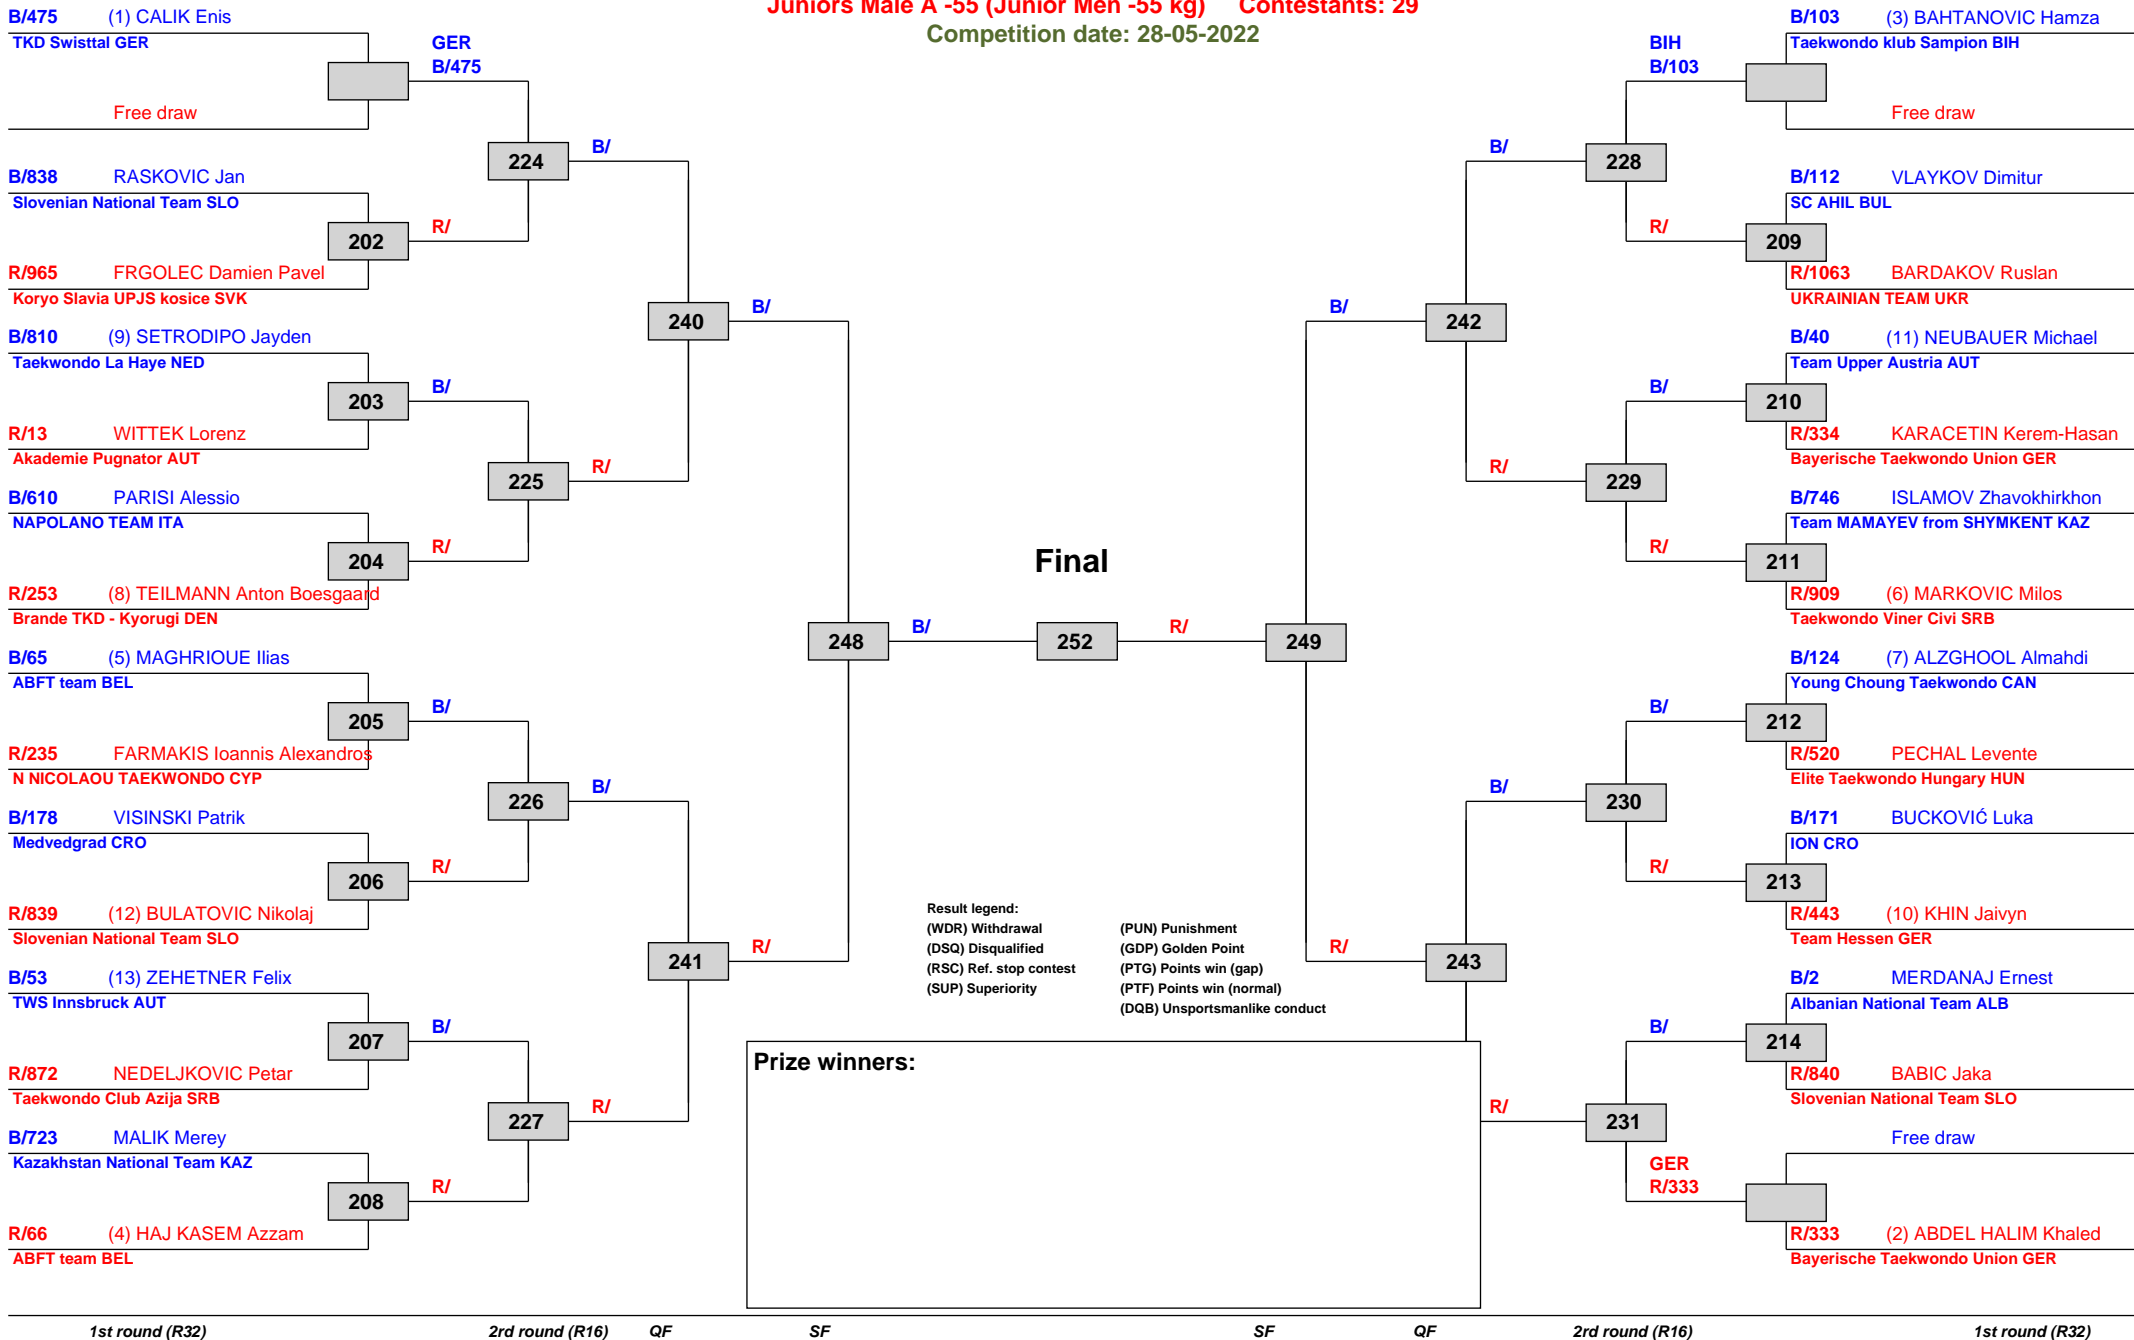 Juniors Male A -55 (Junior Men -55 kg) Contestants: 29
Competition date: 28-05-2022
B/475 (1) CALIK Enis
TKD Swisttal GER
Free draw
GER
B/475
B/838 RASKOVIC Jan
Slovenian National Team SLO
202
R/965 FRGOLEC Damien Pavel
Koryo Slavia UPJS kosice SVK
R/
224
B/
B/810 (9) SETRODIPO Jayden
Taekwondo La Haye NED
203
R/13 WITTEK Lorenz
Akademie Pugnator AUT
B/
B/610 PARISI Alessio
NAPOLANO TEAM ITA
204
R/253 (8) TEILMANN Anton Boesgaard
Brande TKD - Kyorugi DEN
R/
225
R/
240
B/
B/65 (5) MAGHRIOUE Ilias
ABFT team BEL
205
R/235 FARMAKIS Ioannis Alexandros
N NICOLAOU TAEKWONDO CYP
B/
B/178 VISINSKI Patrik
Medvedgrad CRO
206
R/839 (12) BULATOVIC Nikolaj
Slovenian National Team SLO
R/
226
B/
B/53 (13) ZEHETNER Felix
TWS Innsbruck AUT
207
R/872 NEDELJKOVIC Petar
Taekwondo Club Azija SRB
B/
B/723 MALIK Merey
Kazakhstan National Team KAZ
208
R/66 (4) HAJ KASEM Azzam
ABFT team BEL
R/
227
R/
241
R/
248
B/
Final
252
R/
249
B/
242
R/
243
B/
228
R/
229
B/
230
R/
231
BIH
B/103
B/103 (3) BAHTANOVIC Hamza
Taekwondo klub Sampion BIH
Free draw
B/112 VLAYKOV Dimitur
SC AHIL BUL
R/
209
R/1063 BARDAKOV Ruslan
UKRAINIAN TEAM UKR
B/40 (11) NEUBAUER Michael
Team Upper Austria AUT
B/
210
R/334 KARACETIN Kerem-Hasan
Bayerische Taekwondo Union GER
B/746 ISLAMOV Zhavokhirkhon
Team MAMAYEV from SHYMKENT KAZ
R/
211
R/909 (6) MARKOVIC Milos
Taekwondo Viner Civi SRB
B/124 (7) ALZGHOOL Almahdi
Young Choung Taekwondo CAN
B/
212
R/520 PECHAL Levente
Elite Taekwondo Hungary HUN
B/171 BUCKOVIĆ Luka
ION CRO
R/
213
R/443 (10) KHIN Jaivyn
Team Hessen GER
B/2 MERDANAJ Ernest
Albanian National Team ALB
B/
214
R/840 BABIC Jaka
Slovenian National Team SLO
Free draw
GER
R/333
R/333 (2) ABDEL HALIM Khaled
Bayerische Taekwondo Union GER
Result legend:
(WDR) Withdrawal
(DSQ) Disqualified
(RSC) Ref. stop contest
(SUP) Superiority
(PUN) Punishment
(GDP) Golden Point
(PTG) Points win (gap)
(PTF) Points win (normal)
(DQB) Unsportsmanlike conduct
Prize winners:
1st round (R32) 2rd round (R16) QF SF SF QF 2rd round (R16) 1st round (R32)